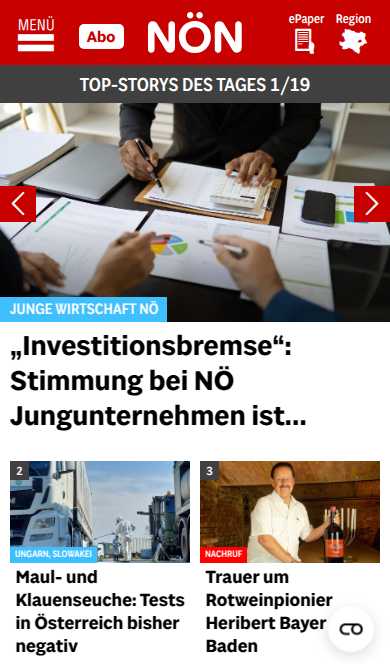 MENÜ
Abo
NÖN
ePaper
Region
TOP-STORYS DES TAGES 1/19
JUNGE WIRTSCHAFT NÖ
„Investitionsbremse“:
Stimmung bei NÖ
Jungunternehmen ist...
2
UNGARN, SLOWAKEI
Maul- und
Klauenseuche: Tests
in Österreich bisher
negativ
3
NACHRUF
Trauer um
Rotweinpionier
Heribert Bayer
Baden